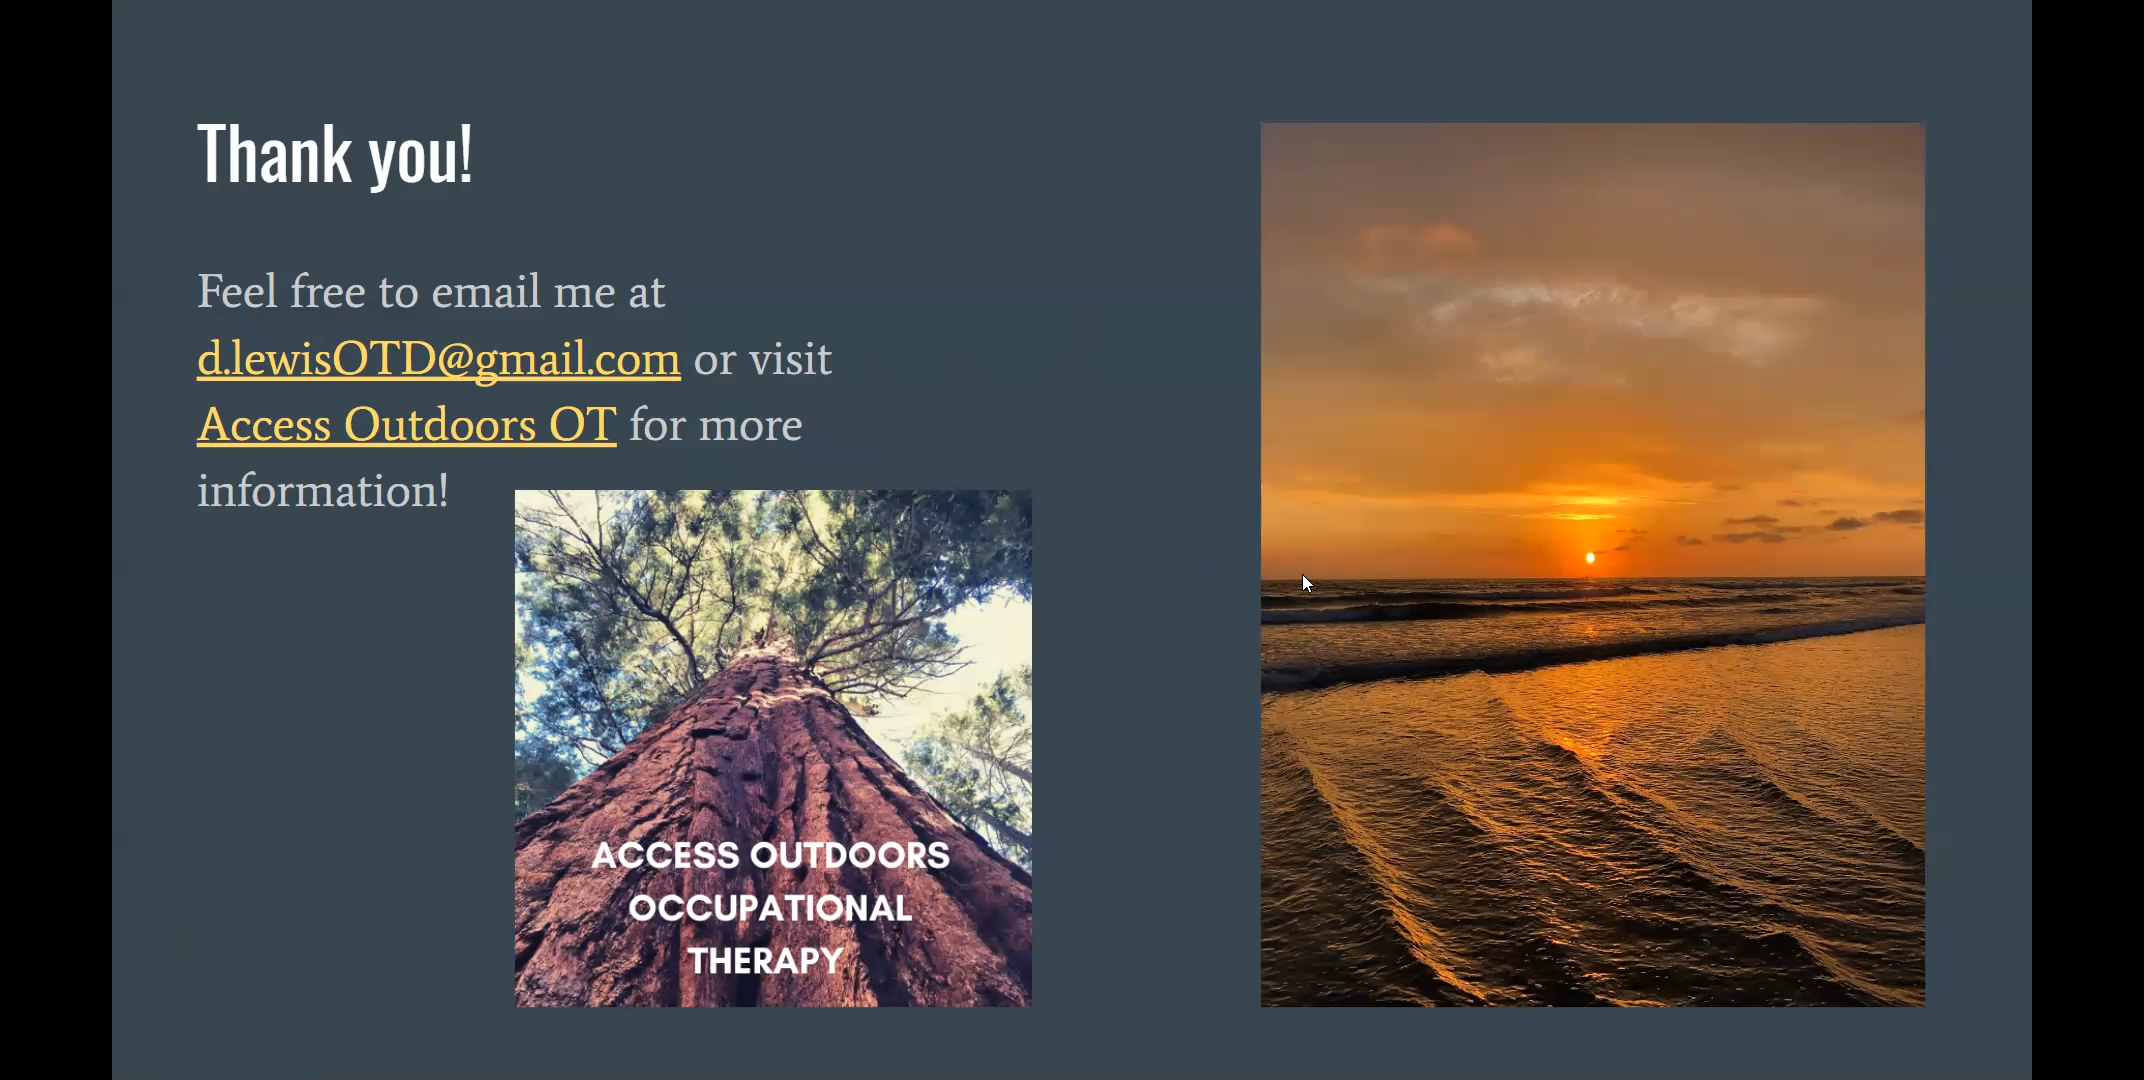 Thank you!
Feel free to email me at
d.lewisOTD@gmail.com or visit
Access Outdoors OT for more
information!
ACCESS OUTDOORS
OCCUPATIONAL
THERAPY